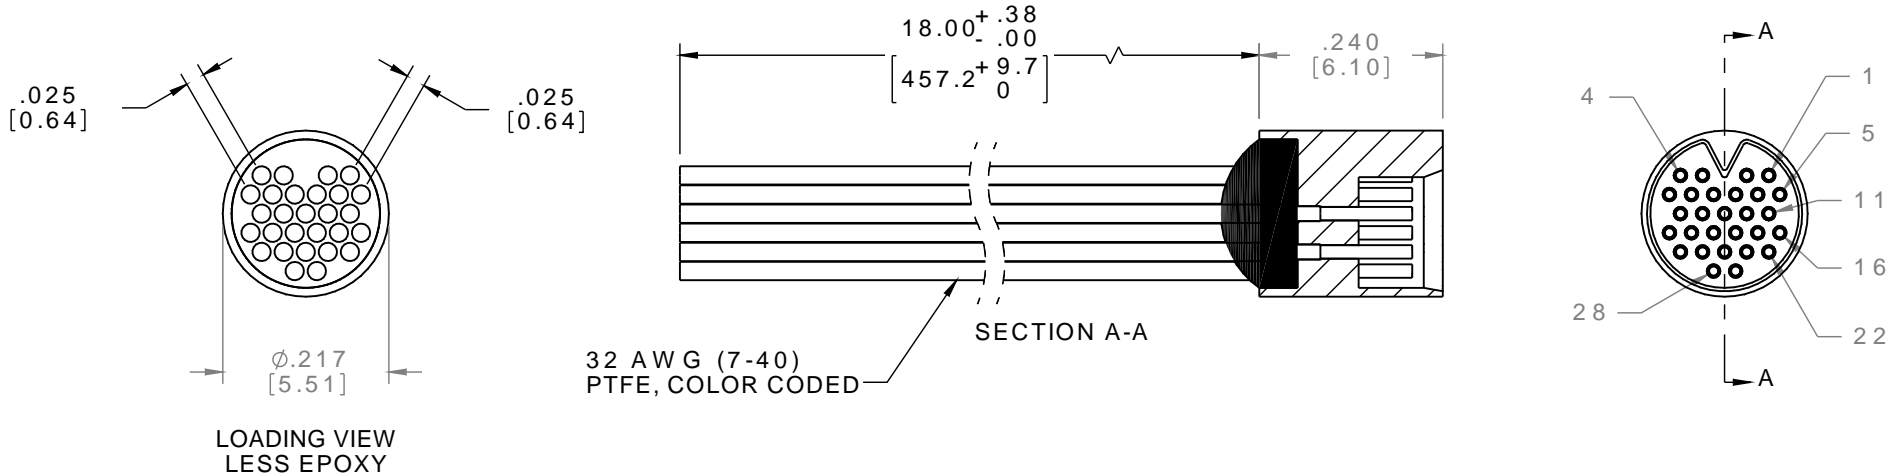 .025
[0.64]
.025
[0.64]
⌀.217
[5.51]
LOADING VIEW
LESS EPOXY
18.00 + .38
- .00
[457.2 + 9.7
0]
.240
[6.10]
SECTION A-A
32 AWG (7-40)
PTFE, COLOR CODED
A
1
4
5
11
16
28
22
A